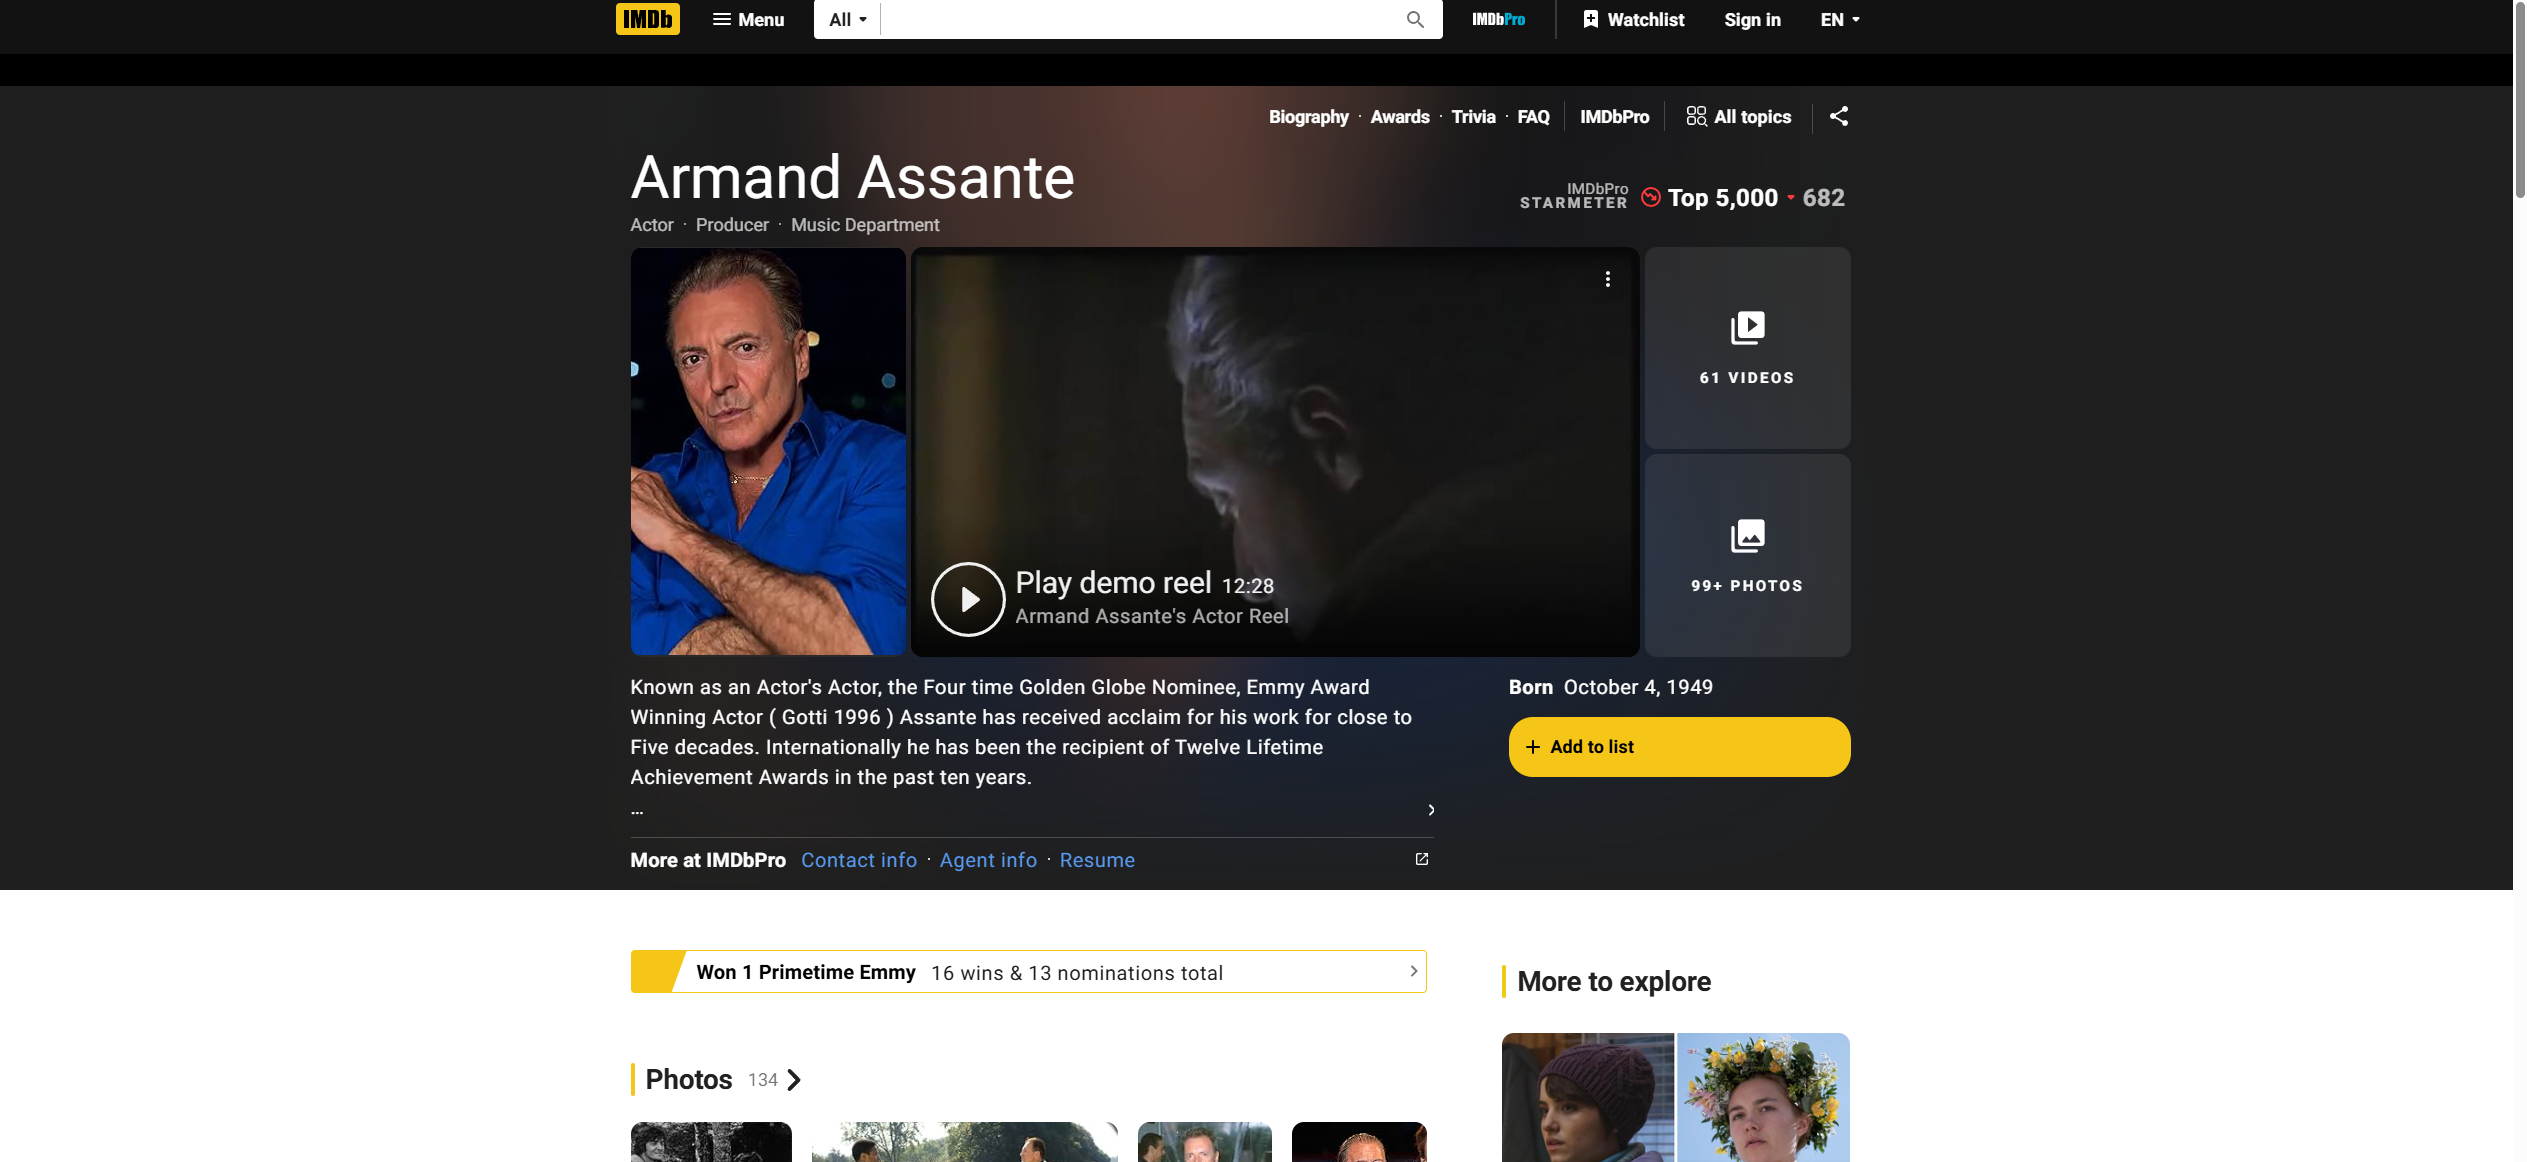 IMDb
Menu
All
IMDbPro
Watchlist
Sign in
EN
Biography · Awards · Trivia · FAQ
IMDbPro
All topics
Armand Assante
Actor · Producer · Music Department
IMDbPro
STARMETER
Top 5,000
682
61 VIDEOS
99+ PHOTOS
Play demo reel 12:28
Armand Assante's Actor Reel
Known as an Actor's Actor, the Four time Golden Globe Nominee, Emmy Award
Winning Actor ( Gotti 1996 ) Assante has received acclaim for his work for close to
Five decades. Internationally he has been the recipient of Twelve Lifetime
Achievement Awards in the past ten years.
...
Born October 4, 1949
+ Add to list
More at IMDbPro Contact info · Agent info · Resume
Won 1 Primetime Emmy 16 wins & 13 nominations total
More to explore
Photos 134